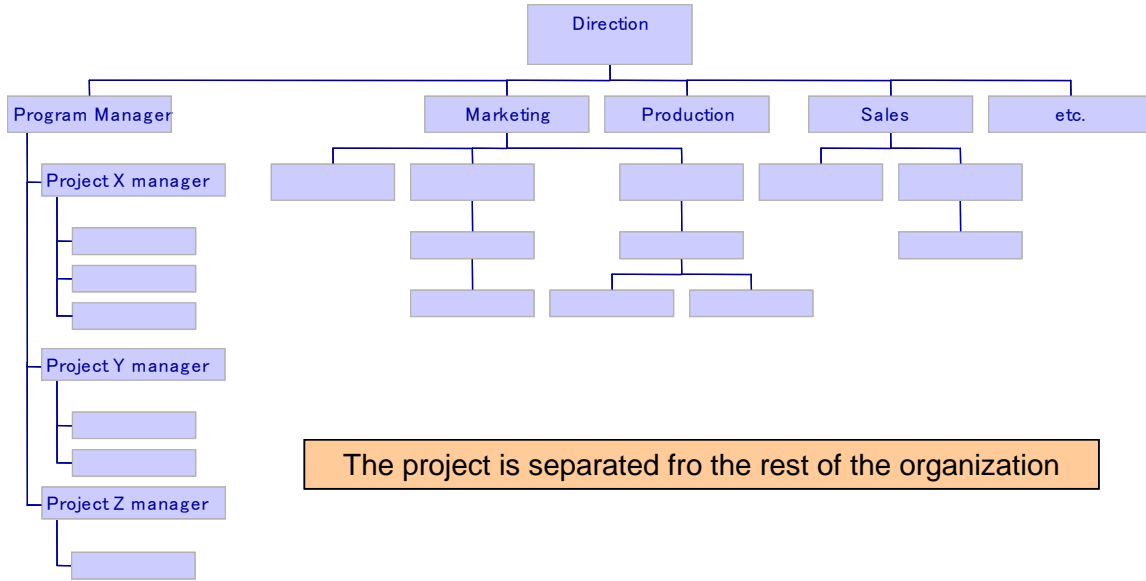 Direction
Program Manager
Marketing
Production
Sales
etc.
Project X manager
Project Y manager
The project is separated fro the rest of the organization
Project Z manager